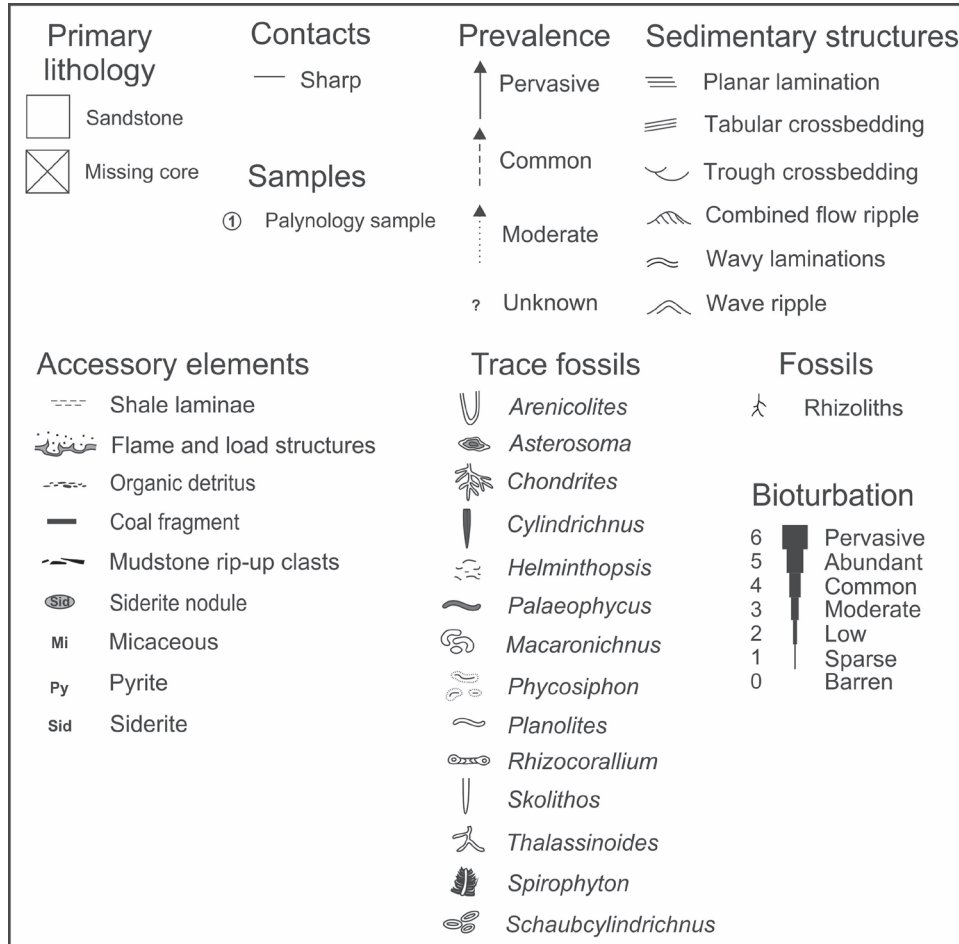 Primary
lithology
Sandstone
Missing core
Contacts
Sharp
Samples
1 Palynology sample
Prevalence
Pervasive
Common
Moderate
? Unknown
Sedimentary structures
Planar lamination
Tabular crossbedding
Trough crossbedding
Combined flow ripple
Wavy laminations
Wave ripple
Accessory elements
Shale laminae
Flame and load structures
Organic detritus
Coal fragment
Mudstone rip-up clasts
Sid Siderite nodule
Mi Micaceous
Py Pyrite
Sid Siderite
Trace fossils
Arenicolites
Asterosoma
Chondrites
Cylindrichnus
Helminthopsis
Palaeophycus
Macaronichnus
Phycosiphon
Planolites
Rhizocorallium
Skolithos
Thalassinoides
Spirophyton
Schaubcylindrichnus
Fossils
Rhizoliths
Bioturbation
6 Pervasive
5 Abundant
4 Common
3 Moderate
2 Low
1 Sparse
0 Barren